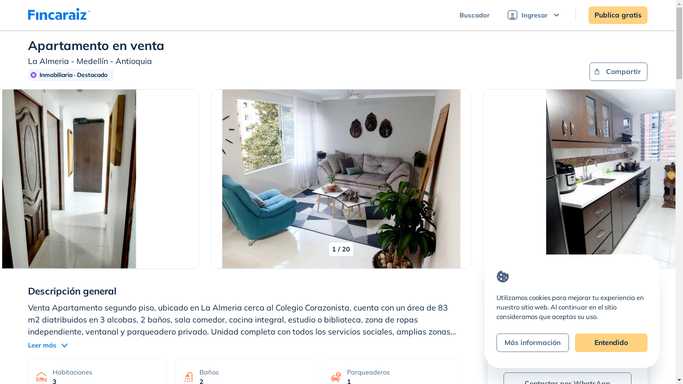 Fincaraiz
Buscador
Ingresar
Publica gratis
Apartamento en venta
La Almeria - Medellín - Antioquia
Inmobiliaria · Destacado
Compartir
1 / 20
Descripción general
Venta Apartamento segundo piso, ubicado en La Almeria cerca al Colegio Corazonista, cuenta con un área de 83
m2 distribuidos en 3 alcobas, 2 baños, sala comedor, cocina integral, estudio o biblioteca, zona de ropas
independiente, ventanal y parqueadero privado. Unidad completa con todos los servicios sociales, amplias zonas...
Leer más
Habitaciones
3
Baños
2
Parqueaderos
1
Utilizamos cookies para mejorar tu experiencia en
nuestro sitio web. Al continuar en el sitio
consideramos que aceptas su uso.
Más información
Entendido
Contactar por WhatsApp